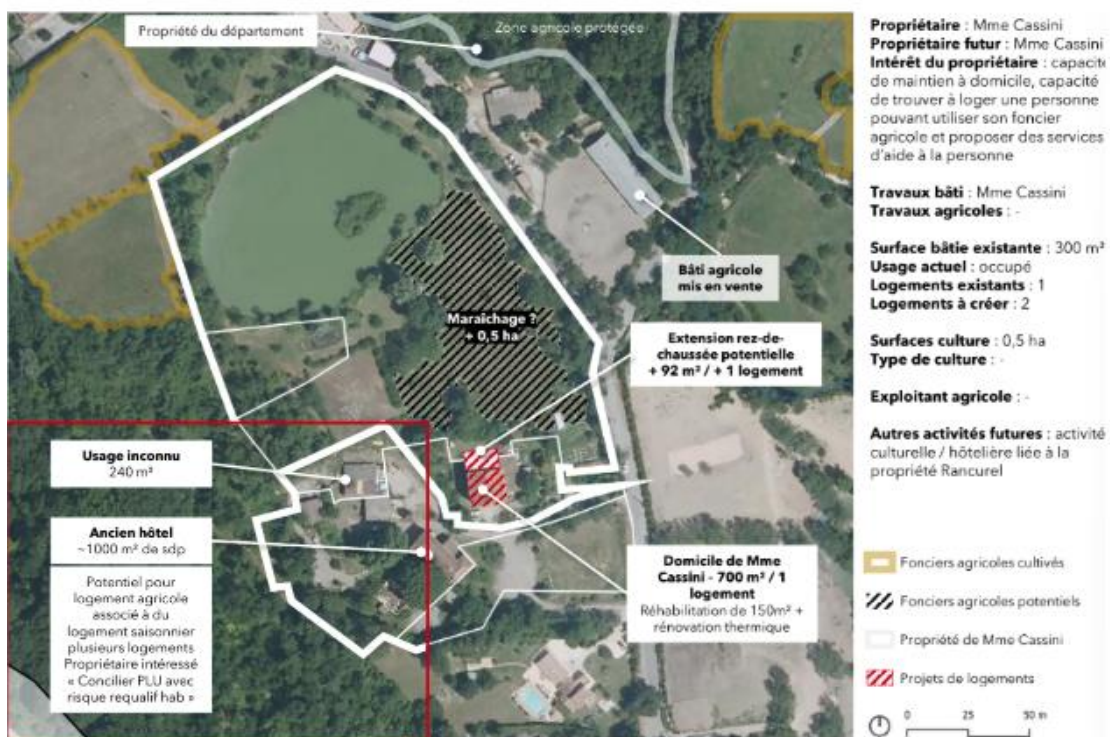 Propriété du département
Zone agricole protégée
Bâti agricole
mis en vente
Maraîchage ?
+ 0,5 ha
Extension rez-de-
chaussée potentielle
+ 92 m² / + 1 logement
Usage inconnu
240 m²
Ancien hôtel
~1000 m² de sdp
Potentiel pour
logement agricole
associé à du
logement saisonnier
plusieurs logements
Propriétaire intéressé
« Concilier PLU avec
risque requalif hab »
Domicile de Mme
Cassini - 700 m² / 1
logement
Réhabilitation de 150m² +
rénovation thermique
Propriétaire : Mme Cassini
Propriétaire futur : Mme Cassini
Intérêt du propriétaire : capacité
de maintien à domicile, capacité
de trouver à loger une personne
pouvant utiliser son foncier
agricole et proposer des services
d'aide à la personne
Travaux bâti : Mme Cassini
Travaux agricoles : -
Surface bâtie existante : 300 m²
Usage actuel : occupé
Logements existants : 1
Logements à créer : 2
Surfaces culture : 0,5 ha
Type de culture : -
Exploitant agricole : -
Autres activités futures : activité
culturelle / hôtelière liée à la
propriété Rancurel
Fonciers agricoles cultivés
Fonciers agricoles potentiels
Propriété de Mme Cassini
Projets de logements
0 25 50 m